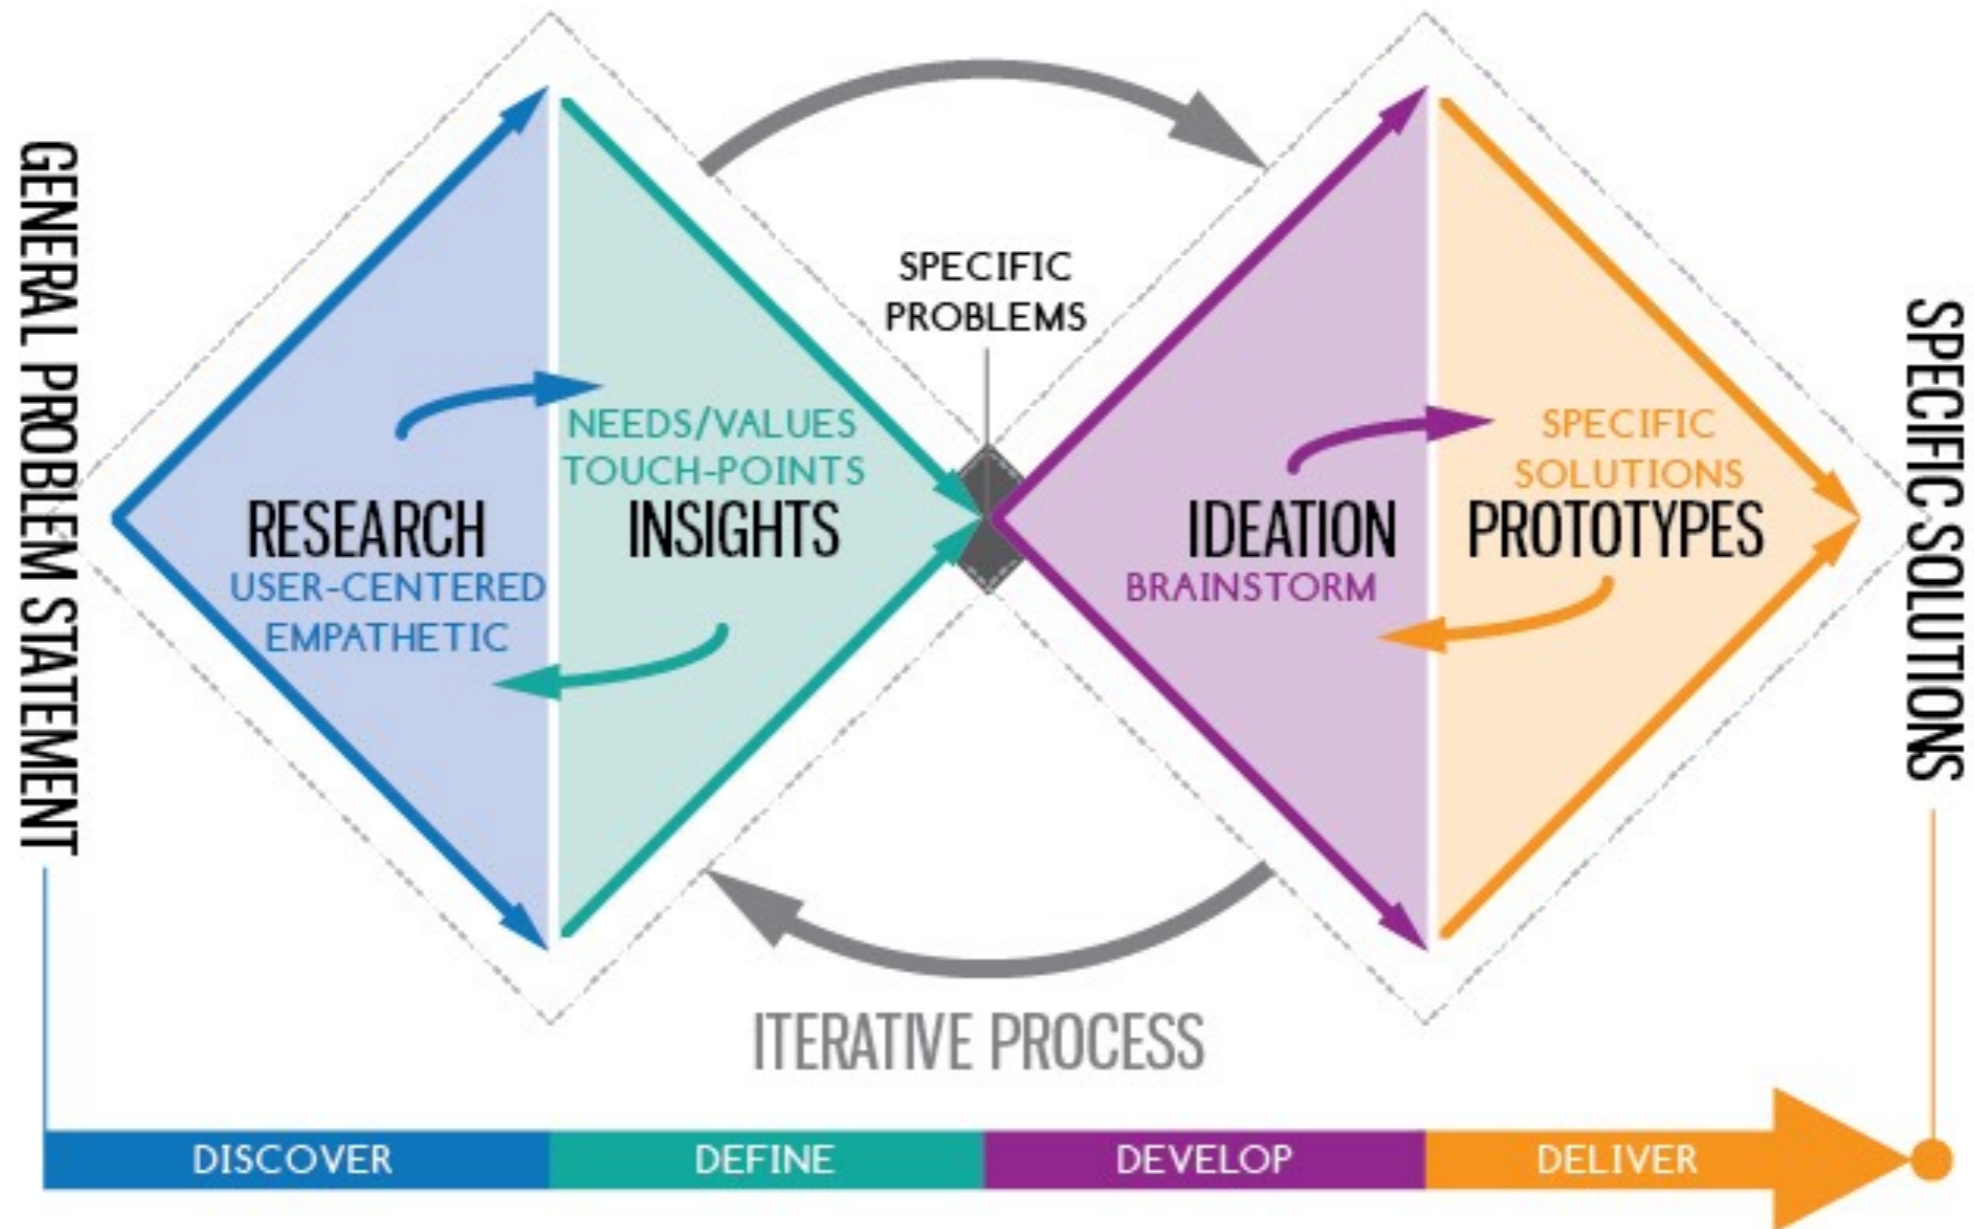 GENERAL PROBLEM STATEMENT
SPECIFIC
PROBLEMS
NEEDS/VALUES
TOUCH-POINTS
RESEARCH
INSIGHTS
USER-CENTERED
EMPATHETIC
SPECIFIC
SOLUTIONS
IDEATION
PROTOTYPES
BRAINSTORM
SPECIFIC SOLUTIONS
ITERATIVE PROCESS
DISCOVER
DEFINE
DEVELOP
DELIVER